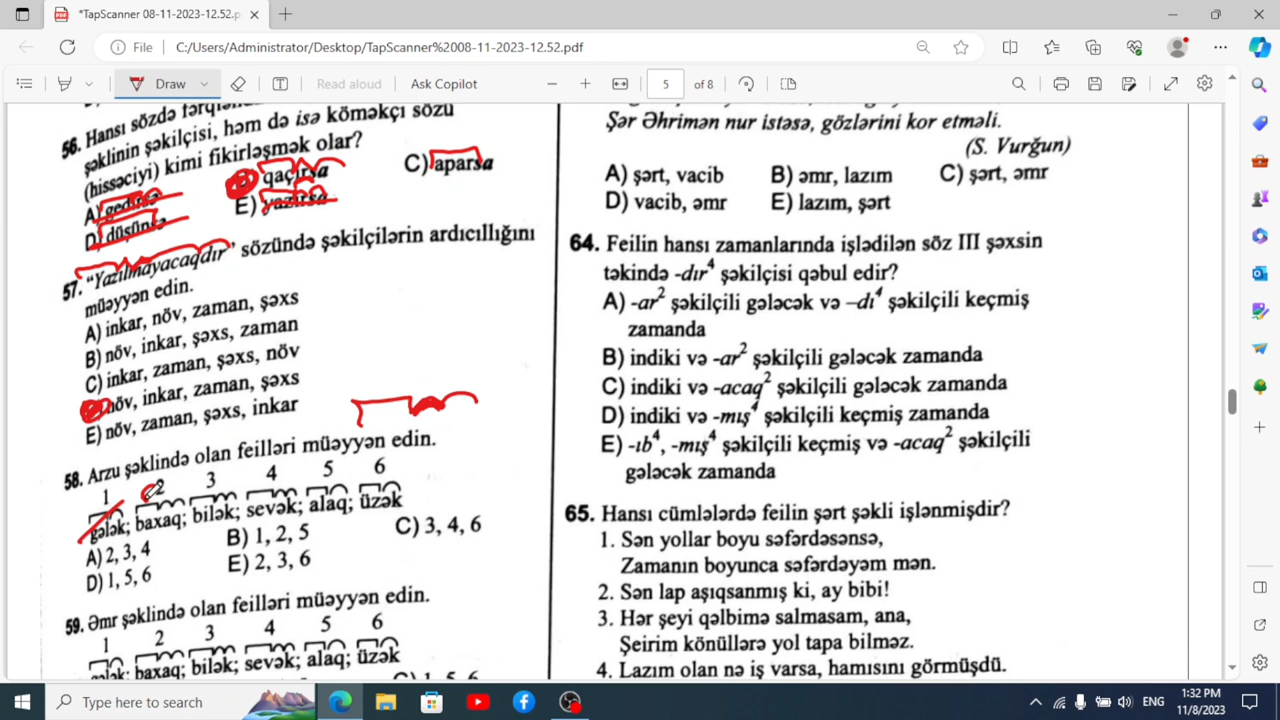 *TapScanner 08-11-2023-12.52.p
File C:/Users/Administrator/Desktop/TapScanner%2008-11-2023-12.52.pdf
Draw Read aloud Ask Copilot 5 of 8
56. Hansı sözdə
şəklinin şəkilçisi, həm də isə köməkçi sözü
(hissəciyi) kimi fikirləşmək olar?
A) qaçırsa C) aparsa
D) düşünsə E) yazırsa
57. "Yazılmayacaqdır" sözündə şəkilçilərin ardıcıllığını
müəyyən edin.
A) inkar, növ, zaman, şəxs
B) növ, inkar, şəxs, zaman
C) inkar, zaman, şəxs, növ
növ, inkar, zaman, şəxs
E) növ, zaman, şəxs, inkar
58. Arzu şəklində olan feilləri müəyyən edin.
1 2 3 4 5 6
gələk; baxaq; bilək; sevək; alaq; üzək
A) 2, 3, 4 B) 1, 2, 5 C) 3, 4, 6
D) 1, 5, 6 E) 2, 3, 6
59. Əmr şəklində olan feilləri müəyyən edin.
1 2 3 4 5 6
gələk; baxaq; bilək; sevək; alaq; üzək
Şər Əhrimən nur istəsə, gözlərini kor etməli.
(S. Vurğun)
A) şərt, vacib B) əmr, lazım C) şərt, əmr
D) vacib, əmr E) lazım, şərt
64. Feilin hansı zamanlarında işlədilən söz III şəxsin
təkində -dır⁴ şəkilçisi qəbul edir?
A) -ar² şəkilçili gələcək və –dı⁴ şəkilçili keçmiş
zamanda
B) indiki və -ar² şəkilçili gələcək zamanda
C) indiki və -acaq² şəkilçili gələcək zamanda
D) indiki və -mış⁴ şəkilçili keçmiş zamanda
E) -ıb⁴, -mış⁴ şəkilçili keçmiş və -acaq² şəkilçili
gələcək zamanda
65. Hansı cümlələrdə feilin şərt şəkli işlənmişdir?
1. Sən yollar boyu səfərdəsənsə,
Zamanın boyunca səfərdəyəm mən.
2. Sən lap aşıqsanmış ki, ay bibi!
3. Hər şeyi qəlbimə salmasam, ana,
Şeirim könüllərə yol tapa bilməz.
4. Lazım olan nə iş varsa, hamısını görmüşdü.
Type here to search
ENG
1:32 PM
11/8/2023